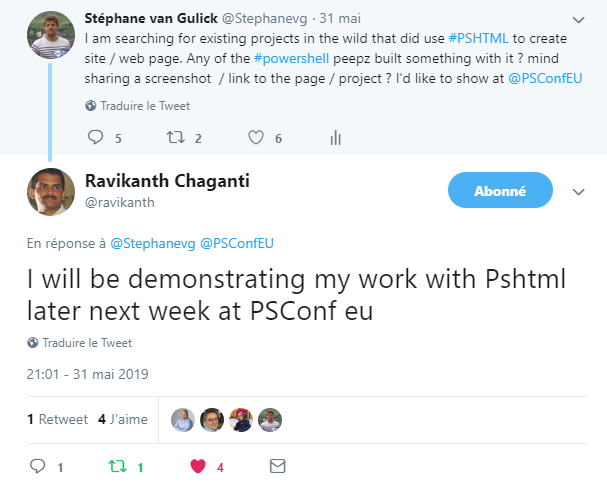 Stéphane van Gulick @Stephanevg · 31 mai
I am searching for existing projects in the wild that did use #PSHTML to create
site / web page. Any of the #powershell peepz built something with it ? mind
sharing a screenshot / link to the page / project ? I'd like to show at @PSConfEU
Traduire le Tweet
5 2 6
Ravikanth Chaganti
@ravikanth
Abonné
En réponse à @Stephanevg @PSConfEU
I will be demonstrating my work with Pshtml
later next week at PSConf eu
Traduire le Tweet
21:01 - 31 mai 2019
1 Retweet 4 J'aime
1 1 4